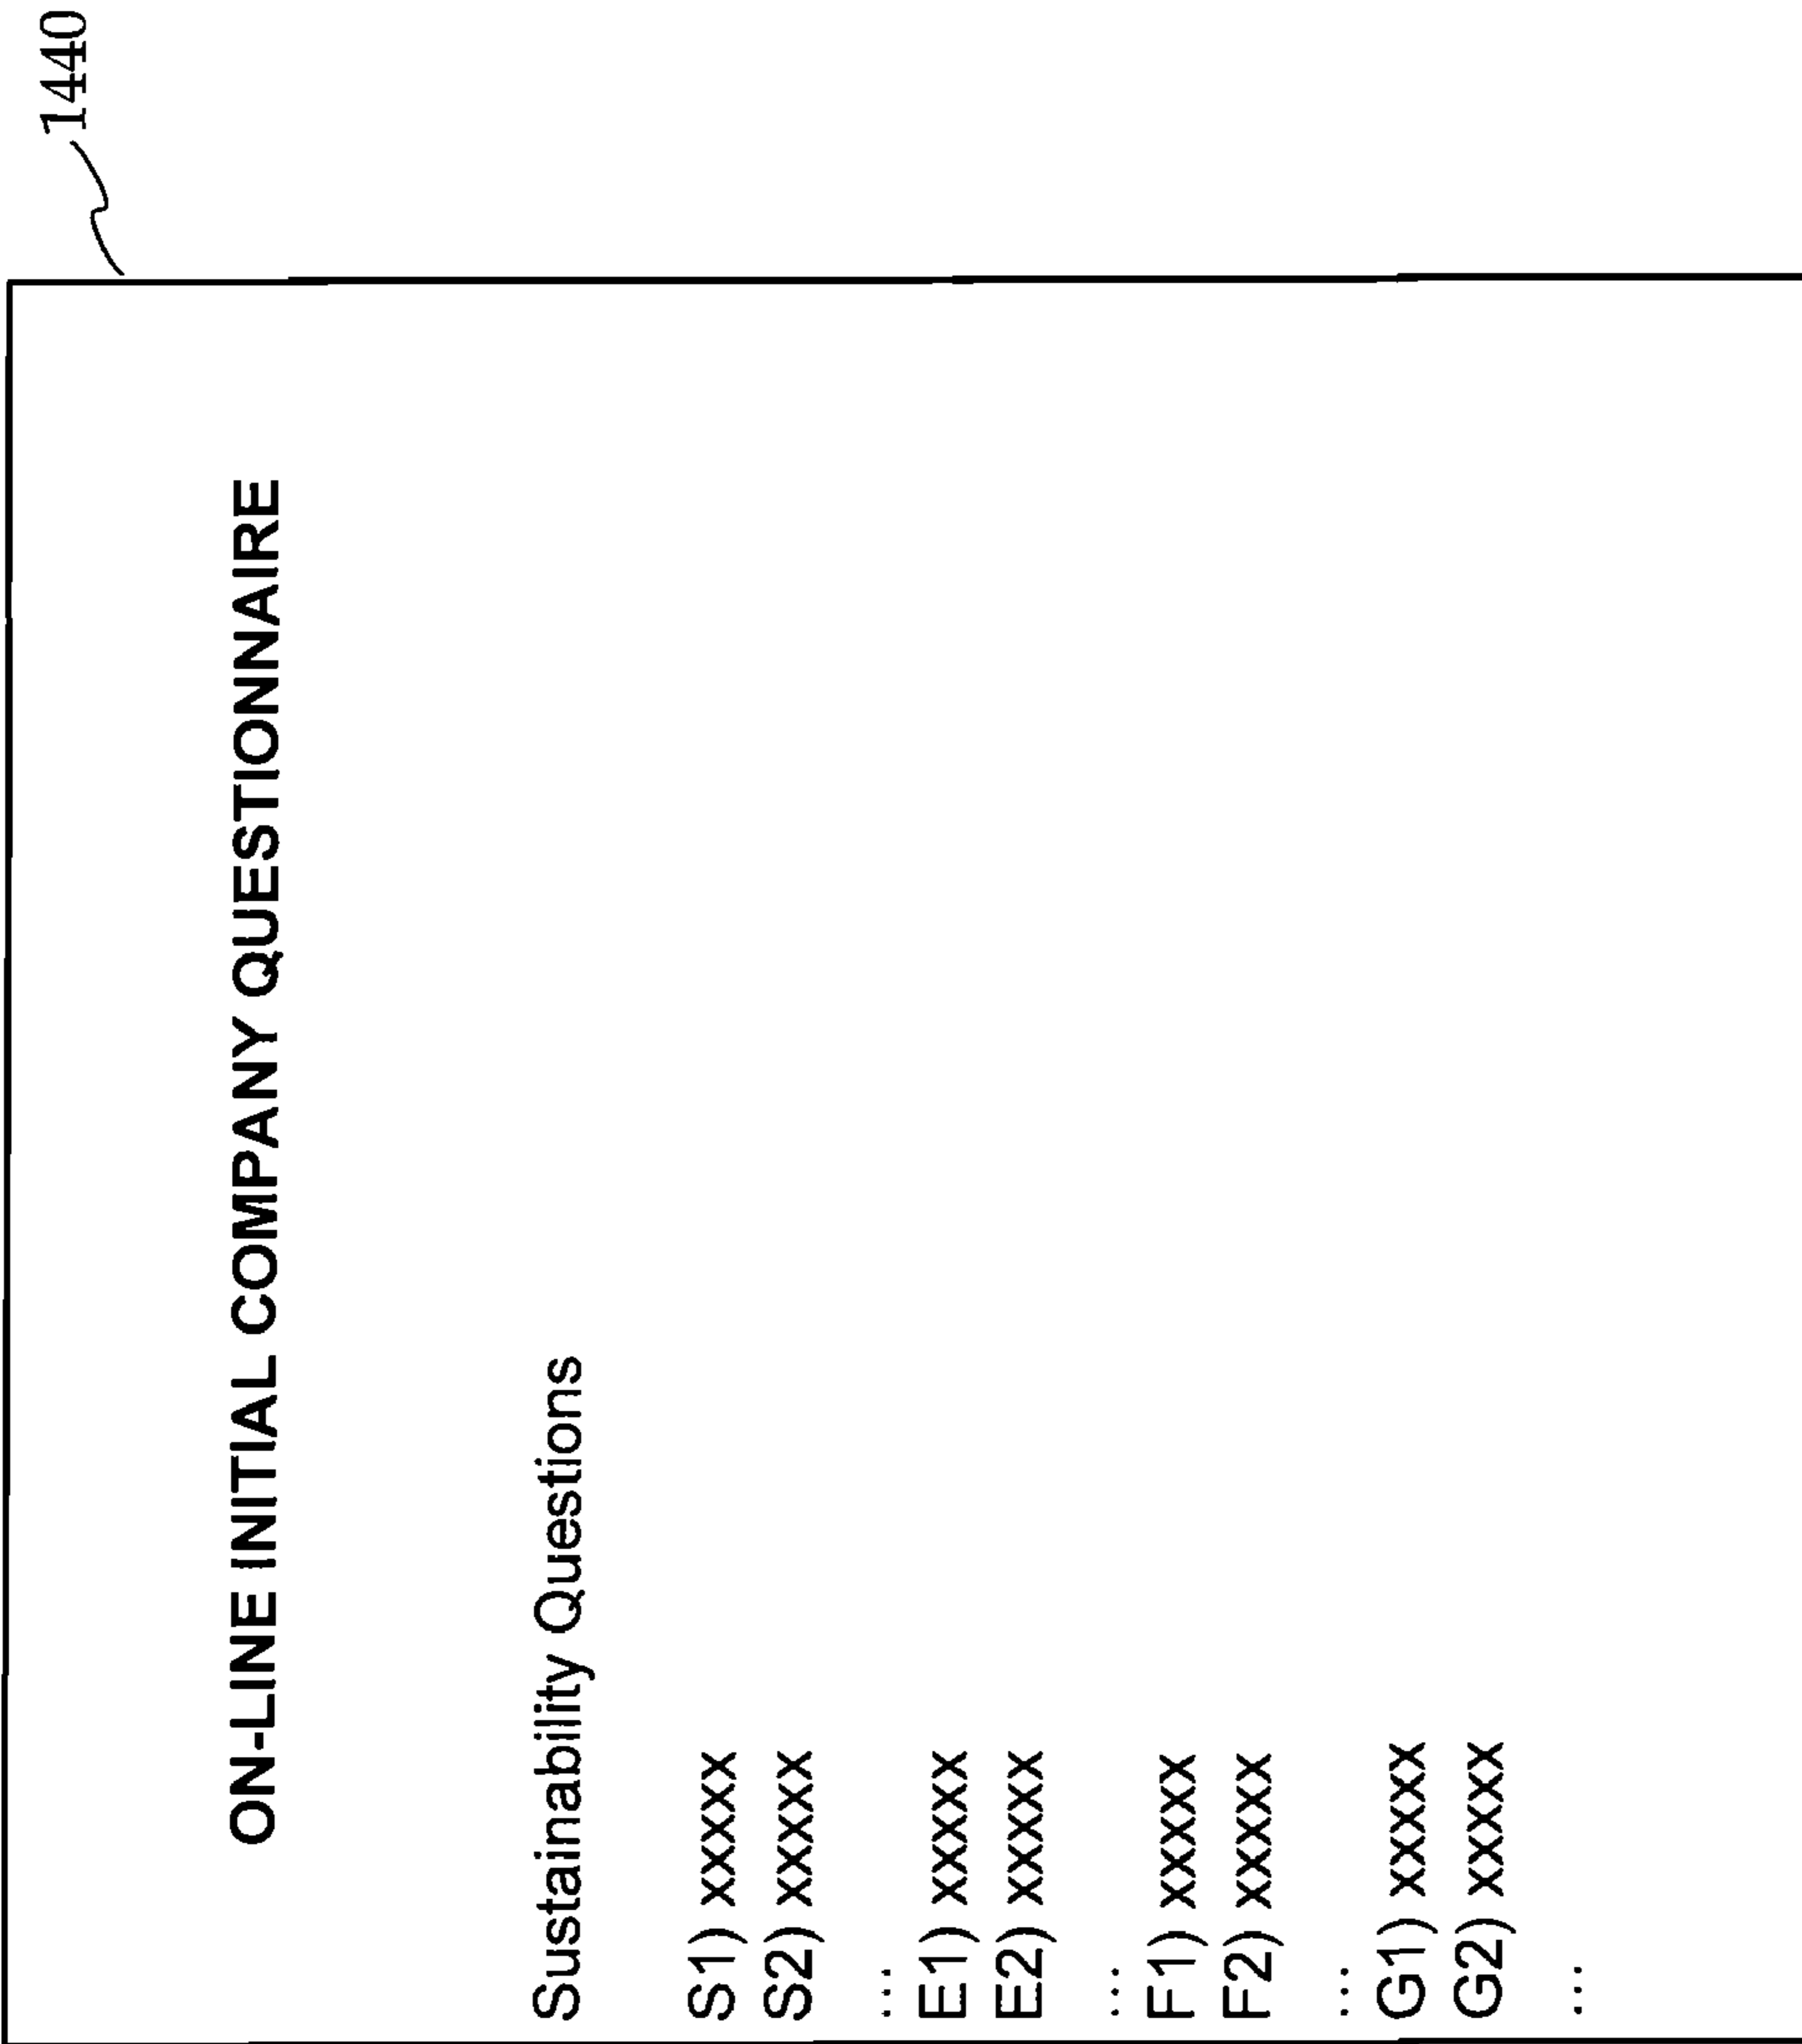 1440
ON-LINE INITIAL COMPANY QUESTIONNAIRE
Sustainability Questions
S1) xxxxx
S2) xxxxx
...
E1) xxxxx
E2) xxxxx
...
F1) xxxxx
F2) xxxxx
...
G1) xxxxx
G2) xxxxx
...